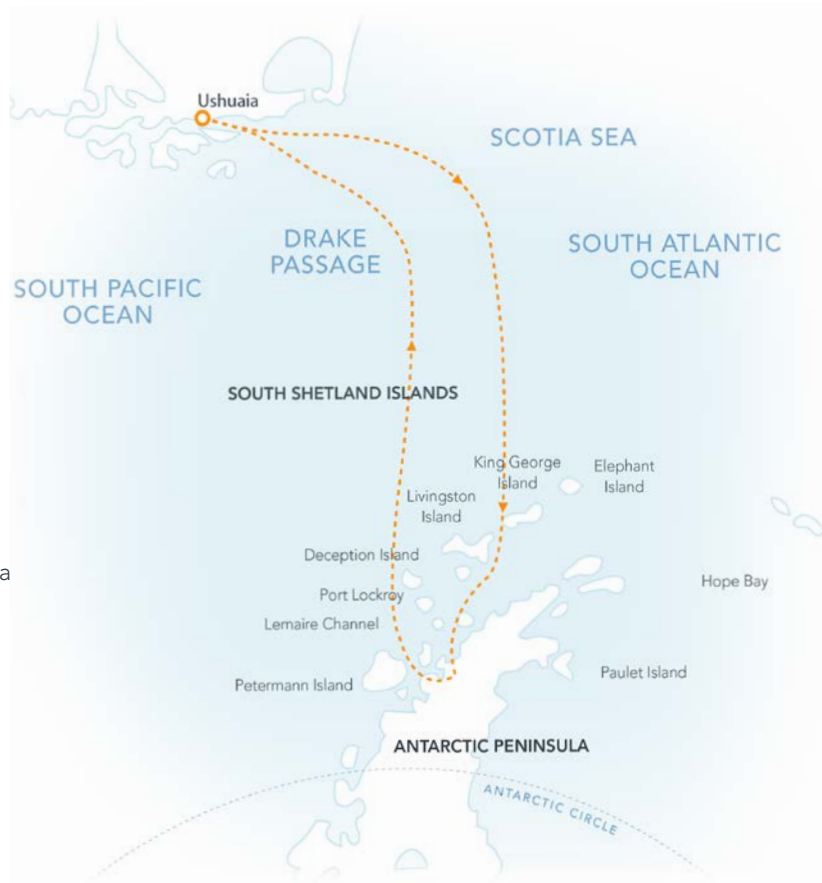 Ushuaia
SCOTIA SEA
DRAKE
PASSAGE
SOUTH ATLANTIC
OCEAN
SOUTH PACIFIC
OCEAN
SOUTH SHETLAND ISLANDS
King George
Island
Elephant
Island
Livingston
Island
Deception Island
a
Hope Bay
Port Lockroy
Lemaire Channel
Paulet Island
Petermann Island
ANTARCTIC PENINSULA
ANTARCTIC CIRCLE